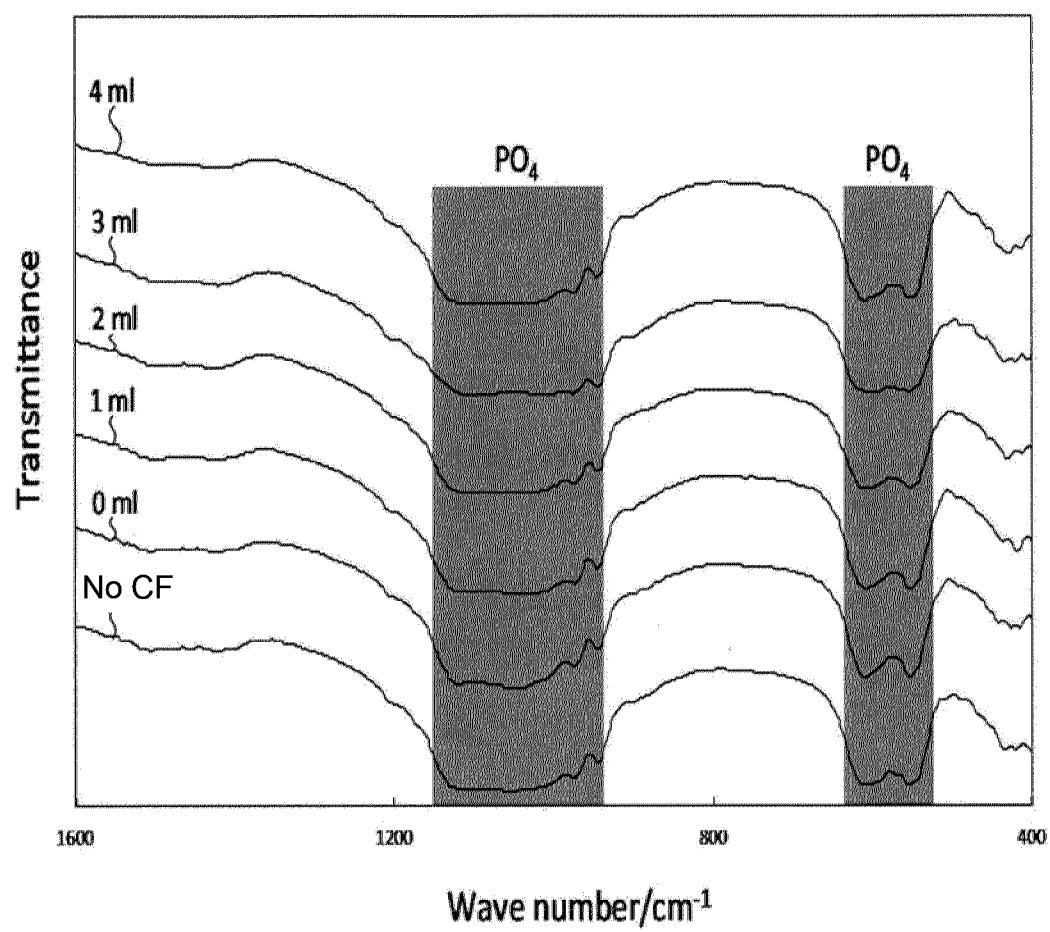 4 ml
PO4
PO4
3 ml
2 ml
1 ml
0 ml
No CF
Transmittance
1600
1200
800
400
Wave number/cm-1